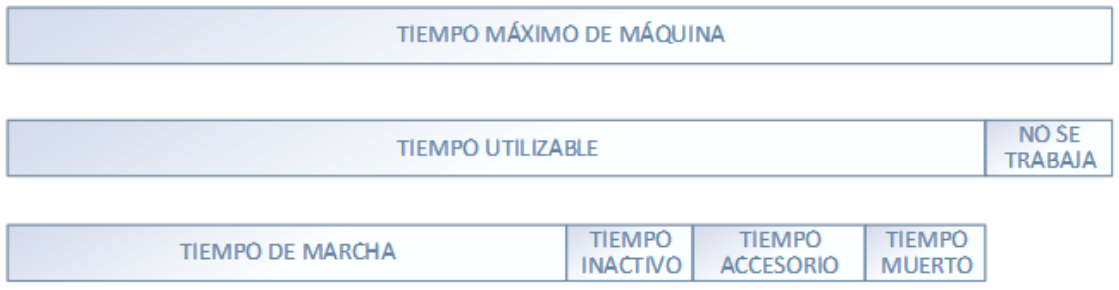 TIEMPO MÁXIMO DE MÁQUINA
TIEMPO UTILIZABLE
NO SE
TRABAJA
TIEMPO DE MARCHA
TIEMPO
INACTIVO
TIEMPO
ACCESORIO
TIEMPO
MUERTO